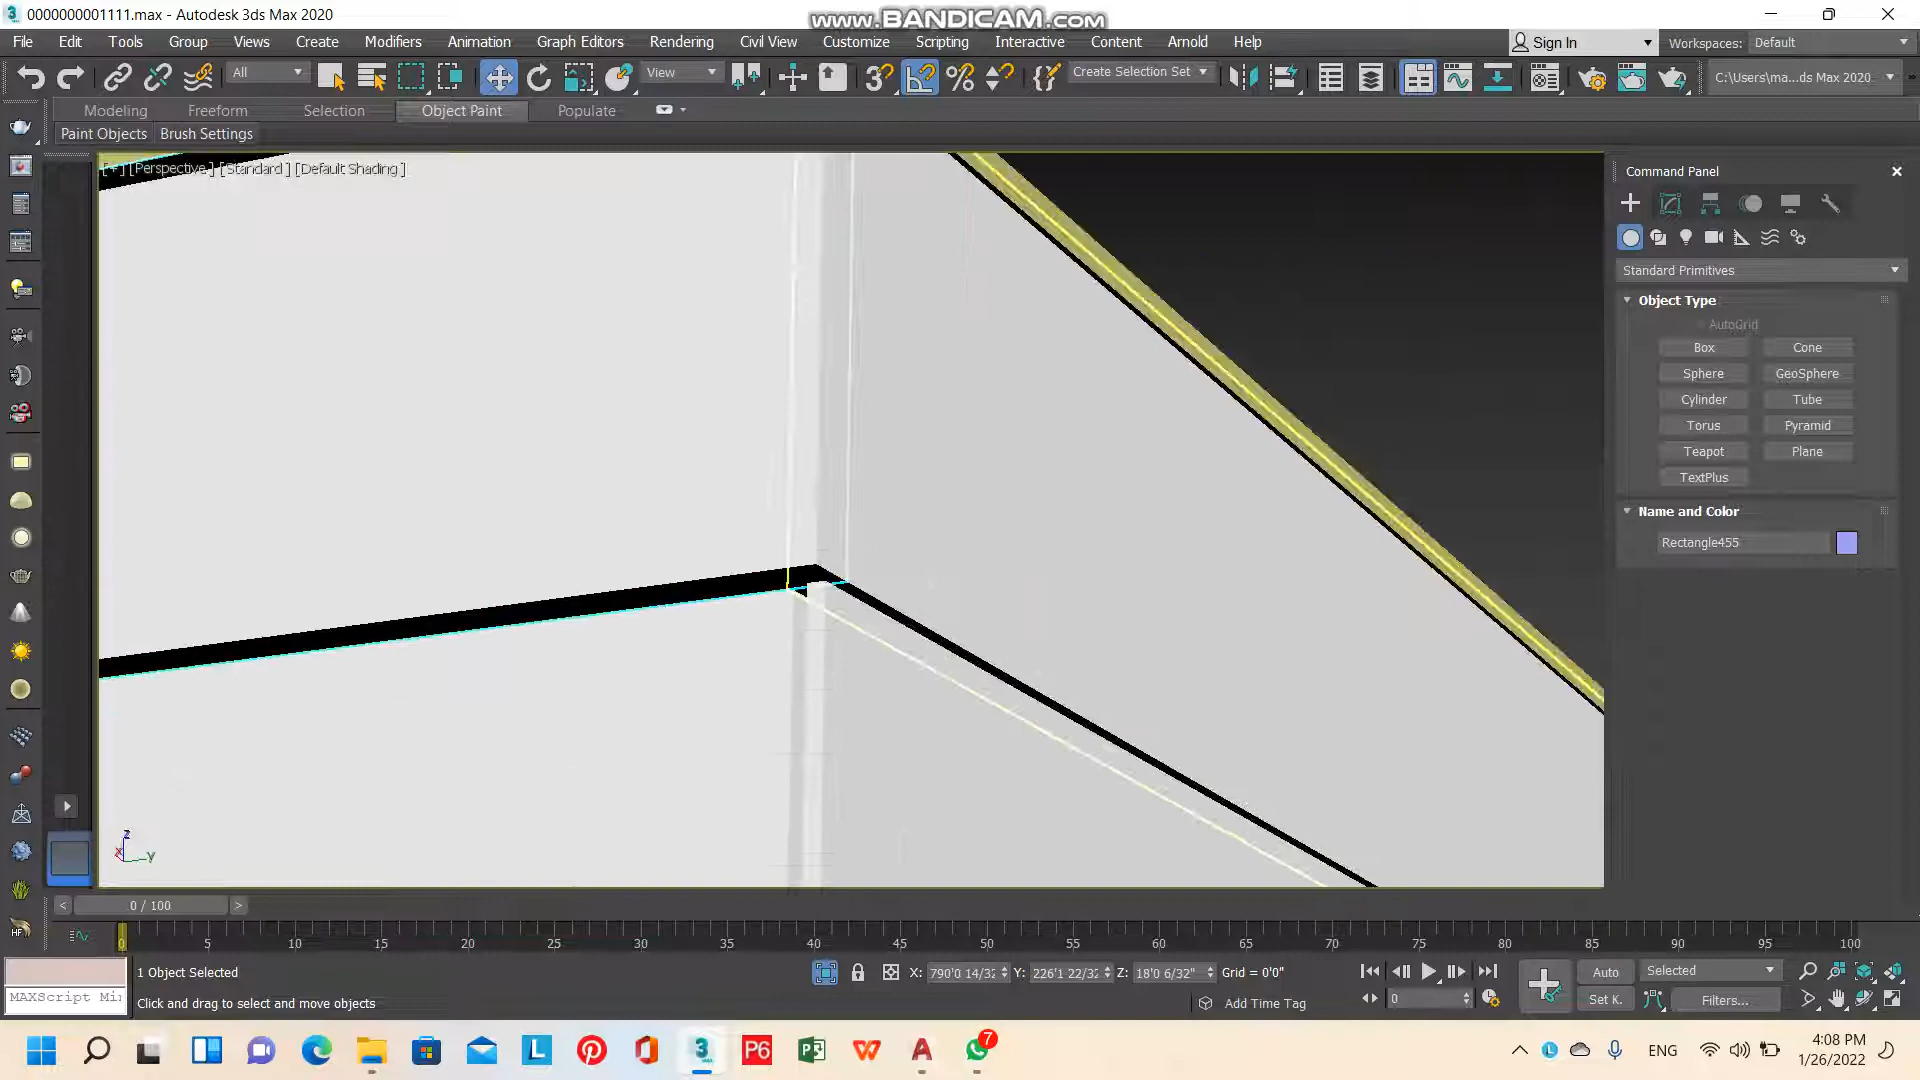 0000000001111.max - Autodesk 3ds Max 2020
www.BANDICAM.com
File Edit Tools Group Views Create Modifiers Animation Graph Editors Rendering Civil View Customize Scripting Interactive Content Arnold Help
Sign In
Workspaces: Default
All
View
Create Selection Set
C:\Users\ma...ds Max 2020
Modeling Freeform Selection Object Paint Populate
Paint Objects Brush Settings
[+] [Perspective ] [Standard ] [Default Shading ]
Command Panel
Standard Primitives
Object Type
AutoGrid
Box Cone
Sphere GeoSphere
Cylinder Tube
Torus Pyramid
Teapot Plane
TextPlus
Name and Color
Rectangle455
z
x
y
< 0 / 100 >
0 5 10 15 20 25 30 35 40 45 50 55 60 65 70 75 80 85 90 95 100
1 Object Selected
X: 790'0 14/32 Y: 226'1 22/32 Z: 18'0 6/32" Grid = 0'0"
Auto
Selected
MAXScript Mi
Click and drag to select and move objects
Add Time Tag
0
Set K.
Filters...
HF
L
3
P6
7
ENG
4:08 PM
1/26/2022